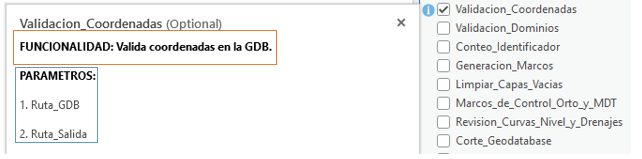 Validacion_Coordenadas (Optional)
FUNCIONALIDAD: Valida coordenadas en la GDB.
PARAMETROS:
1. Ruta_GDB
2. Ruta_Salida
Validacion_Coordenadas
Validacion_Dominios
Conteo_Identificador
Generacion_Marcos
Limpiar_Capas_Vacias
Marcos_de_Control_Orto_y_MDT
Revision_Curvas_Nivel_y_Drenajes
Corte_Geodatabase